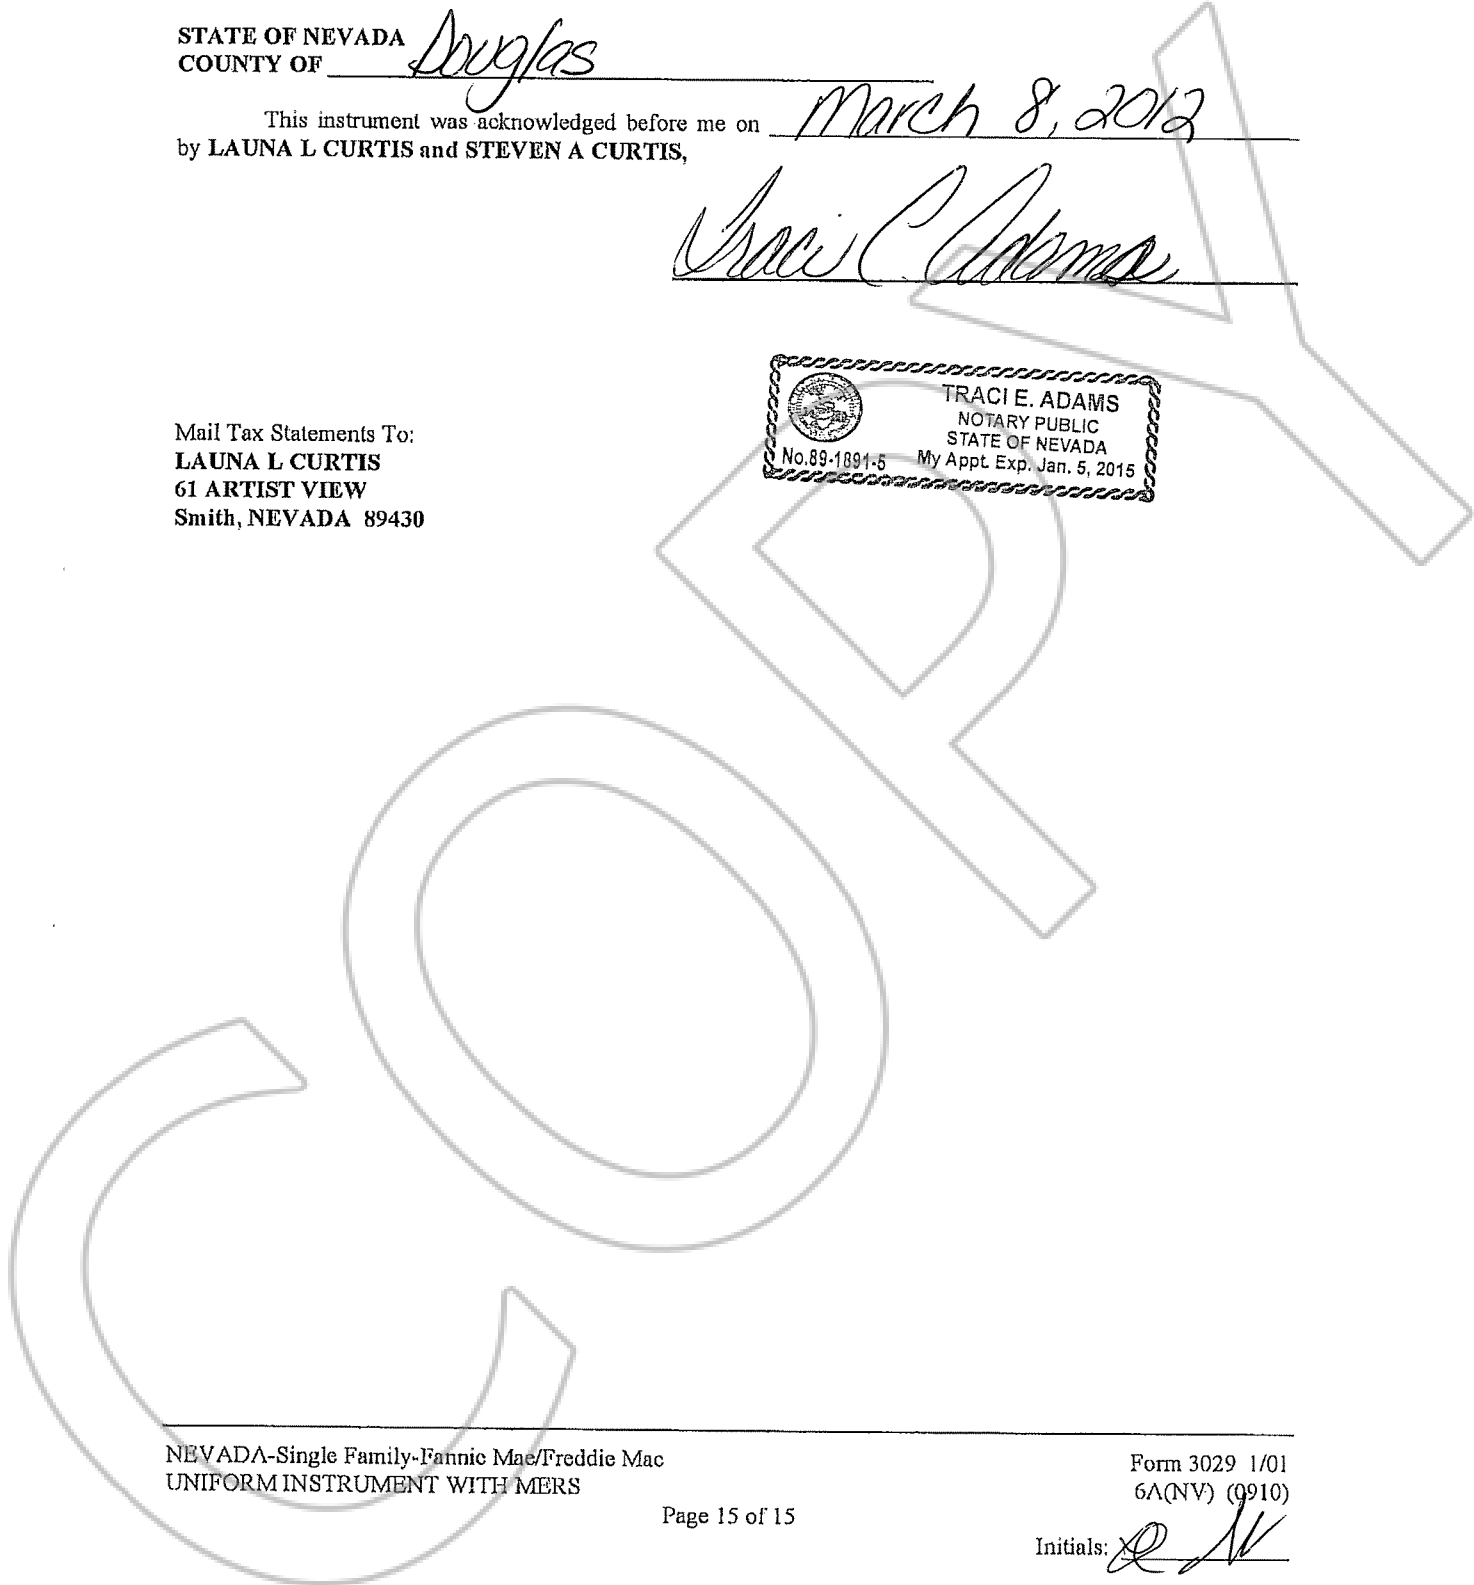 STATE OF NEVADA
COUNTY OF Douglas
This instrument was acknowledged before me on March 8, 2012
by LAUNA L CURTIS and STEVEN A CURTIS,
Traci E. Adams
TRACI E. ADAMS
NOTARY PUBLIC
STATE OF NEVADA
No.89-1891-5 My Appt. Exp. Jan. 5, 2015
Mail Tax Statements To:
LAUNA L CURTIS
61 ARTIST VIEW
Smith, NEVADA 89430
COPY
NEVADA-Single Family-Fannie Mae/Freddie Mac
UNIFORM INSTRUMENT WITH MERS
Form 3029 1/01
6A(NV) (0910)
Page 15 of 15
Initials: